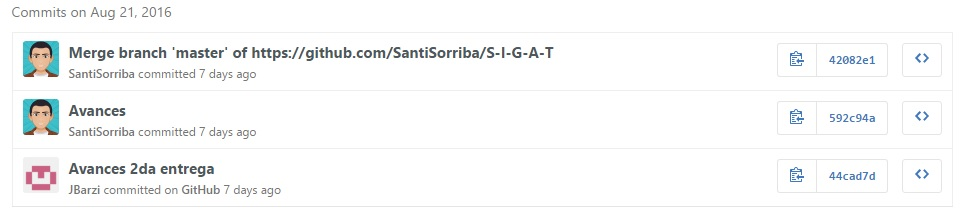 Commits on Aug 21, 2016
Merge branch 'master' of https://github.com/SantiSorriba/S-I-G-A-T
SantiSorriba committed 7 days ago
42082e1
Avances
SantiSorriba committed 7 days ago
592c94a
Avances 2da entrega
JBarzi committed on GitHub 7 days ago
44cad7d